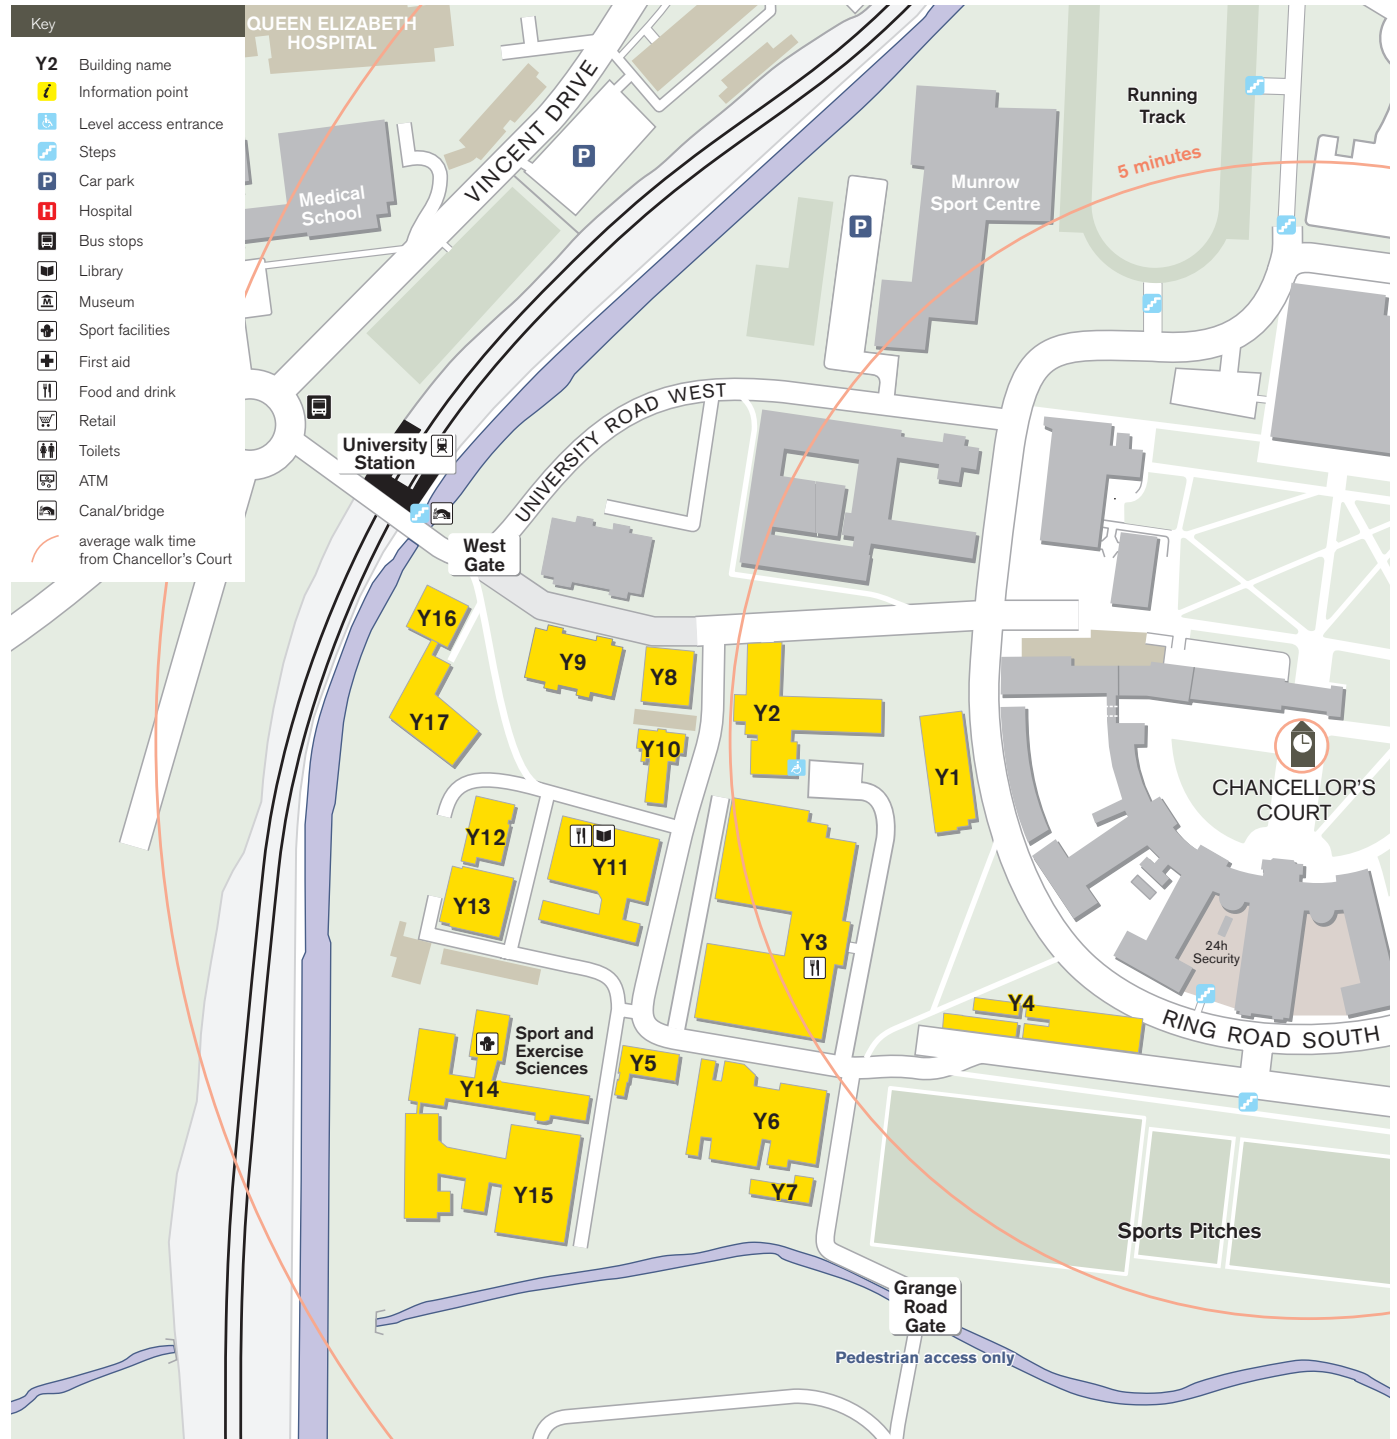 Key
Y2 Building name
i Information point
Level access entrance
Steps
P Car park
H Hospital
Bus stops
Library
M Museum
Sport facilities
First aid
Food and drink
Retail
Toilets
ATM
Canal/bridge
average walk time
from Chancellor's Court
QUEEN ELIZABETH
HOSPITAL
VINCENT DRIVE
P
Medical
School
Running
Track
5 minutes
Munrow
Sport Centre
P
UNIVERSITY ROAD WEST
University
Station
West
Gate
Y16
Y9
Y8
Y17
Y2
Y10
Y1
CHANCELLOR'S
COURT
Y12
Y11
Y13
Y3
24h
Security
Y4
RING ROAD SOUTH
Sport and
Exercise
Sciences
Y14
Y5
Y6
Y15
Y7
Sports Pitches
Grange
Road
Gate
Pedestrian access only